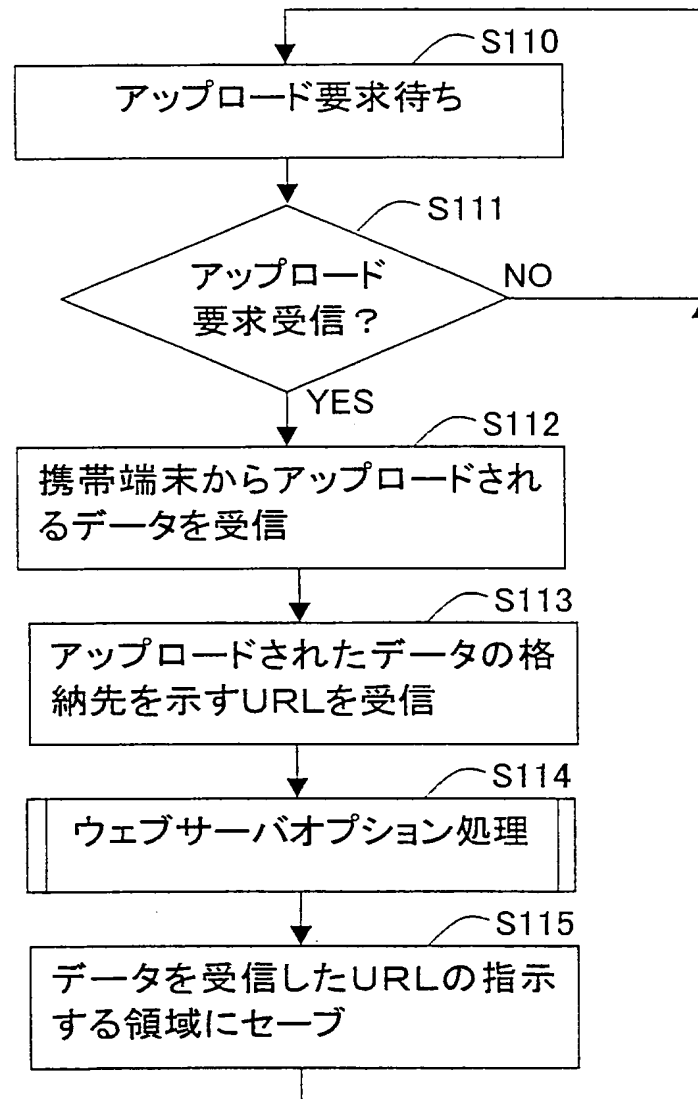 S110
アップロード要求待ち
S111
アップロード
要求受信？
NO
YES
S112
携帯端末からアップロードされ
るデータを受信
S113
アップロードされたデータの格
納先を示すURLを受信
S114
ウェブサーバオプション処理
S115
データを受信したURLの指示
する領域にセーブ